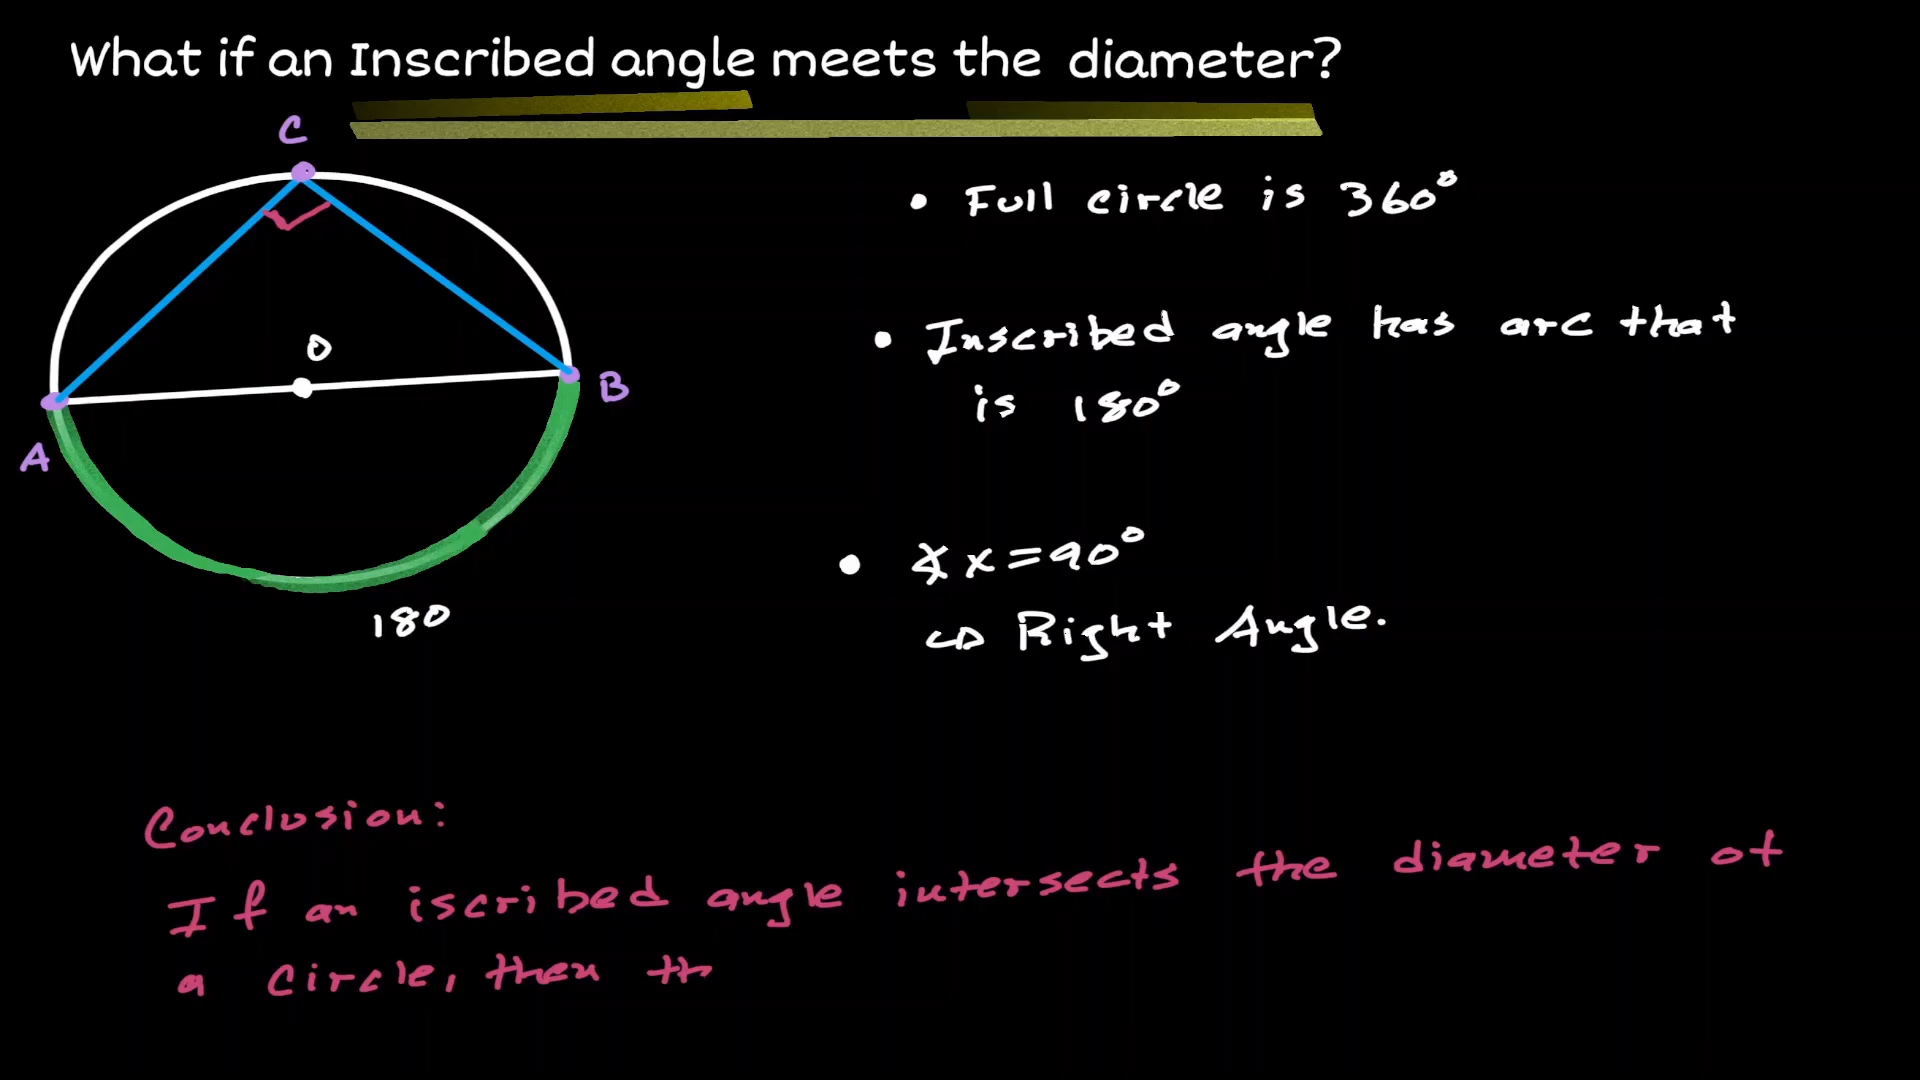 What if an Inscribed angle meets the diameter?
C
• Full circle is 360°
O
• Inscribed angle has arc that
is 180°
B
A
• ∡x=90°
↪ Right Angle.
180
Conclusion:
If an iscribed angle intersects the diameter of
a circle, then th